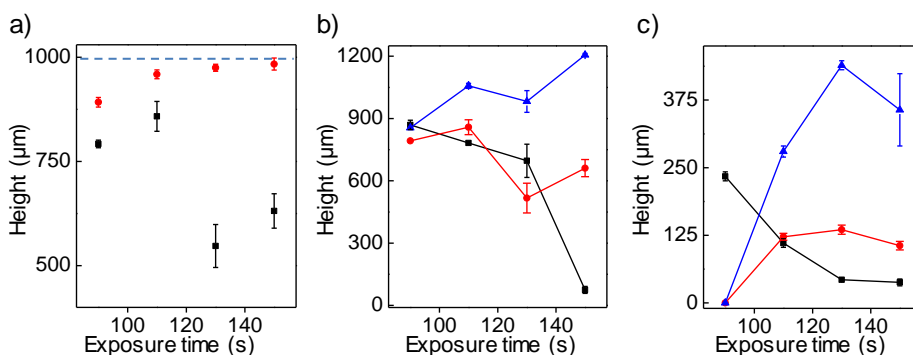 a)
Height (µm)
1000
750
500
100 120 140
Exposure time (s)
b)
Height (µm)
1200
900
600
300
0
100 120 140
Exposure time (s)
c)
Height (µm)
375
250
125
0
100 120 140
Exposure time (s)